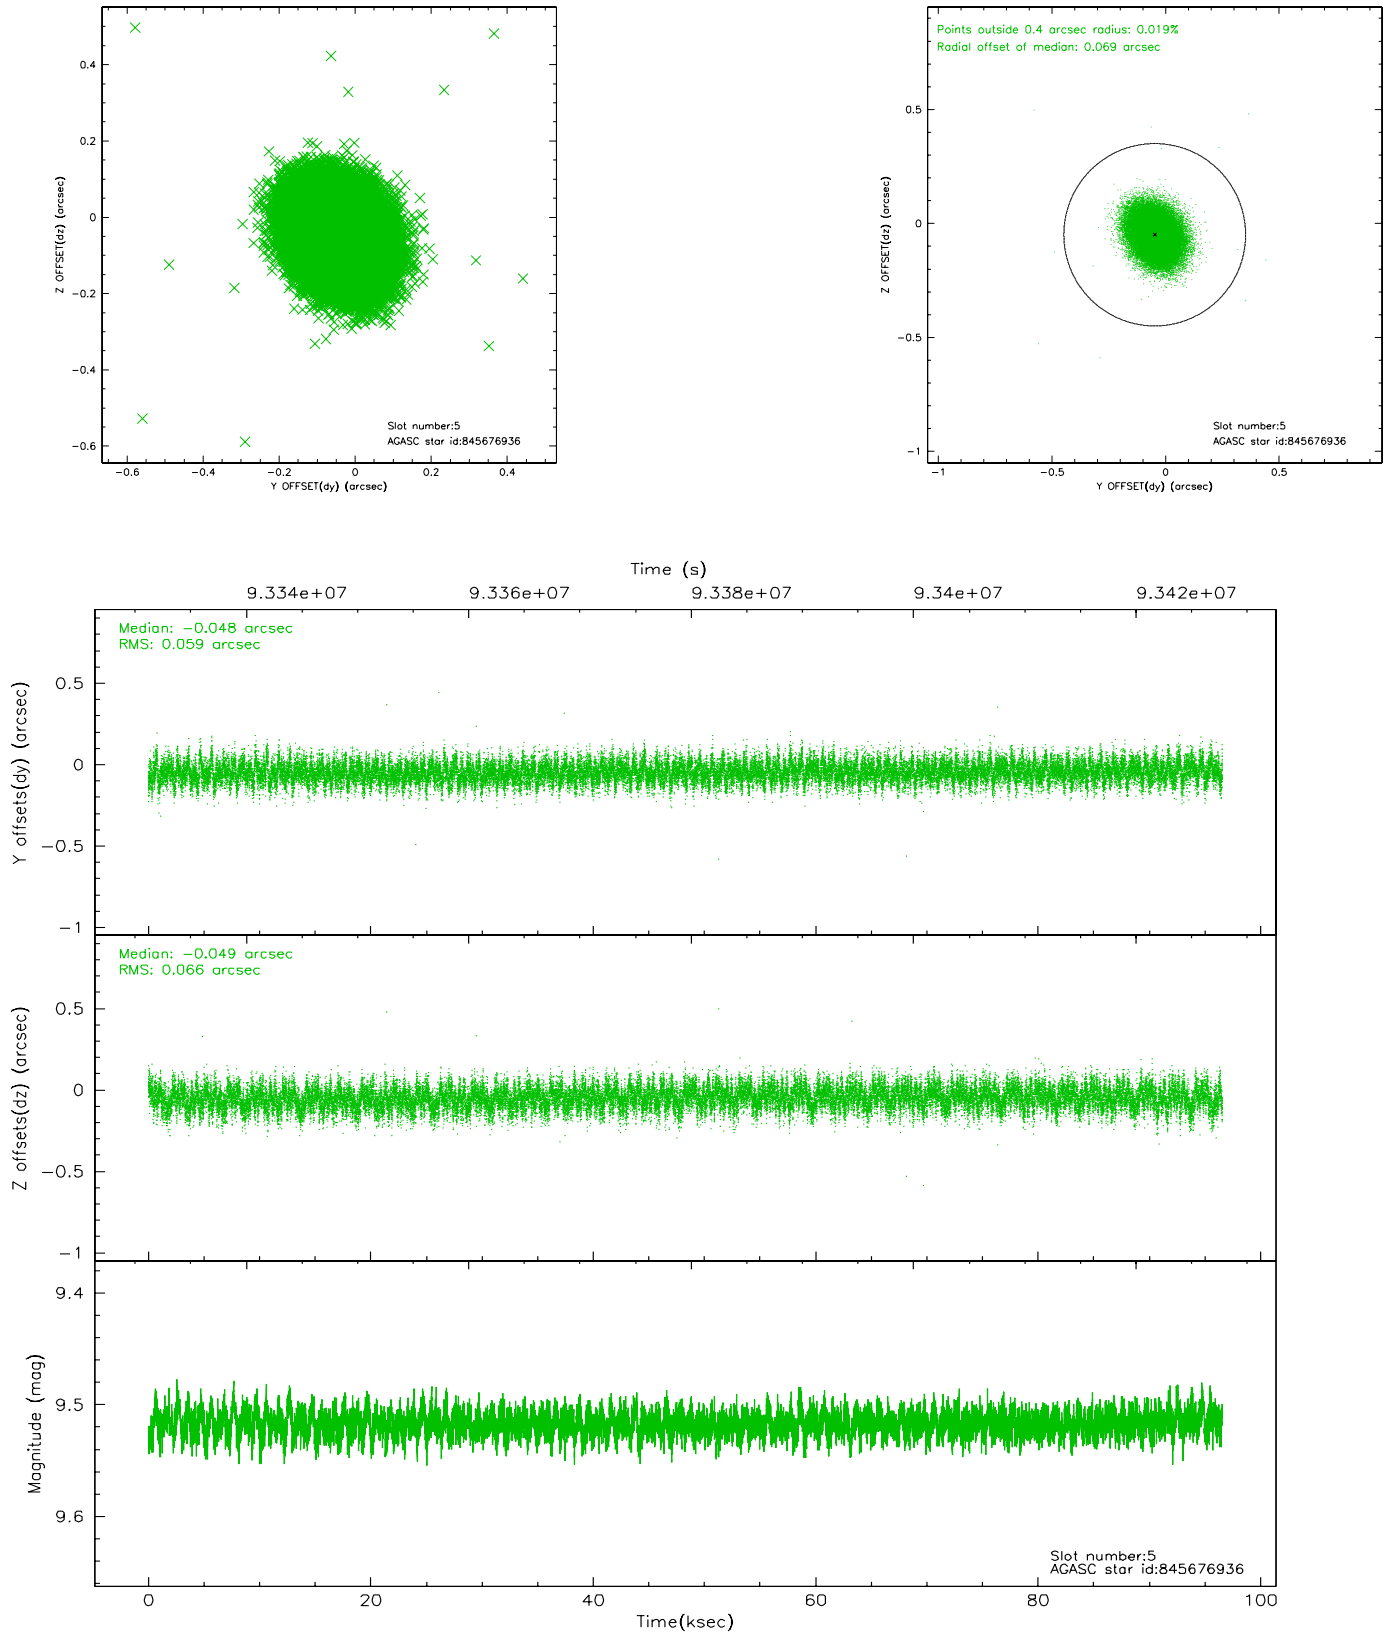 0.4
0.2
0
−0.2
−0.4
−0.6
Z OFFSET(dz) (arcsec)
−0.6 −0.4 −0.2 0 0.2 0.4
Y OFFSET(dy) (arcsec)
Slot number:5
AGASC star id:845676936
Points outside 0.4 arcsec radius: 0.019%
Radial offset of median: 0.069 arcsec
0.5
0
−0.5
−1
Z OFFSET(dz) (arcsec)
−1 −0.5 0 0.5
Y OFFSET(dy) (arcsec)
Slot number:5
AGASC star id:845676936
Time (s)
9.334e+07 9.336e+07 9.338e+07 9.34e+07 9.342e+07
Median: −0.048 arcsec
RMS: 0.059 arcsec
0.5
0
−0.5
−1
Y offsets(dy) (arcsec)
Median: −0.049 arcsec
RMS: 0.066 arcsec
0.5
0
−0.5
−1
Z offsets(dz) (arcsec)
9.4
9.5
9.6
Magnitude (mag)
Slot number:5
AGASC star id:845676936
0 20 40 60 80 100
Time(ksec)